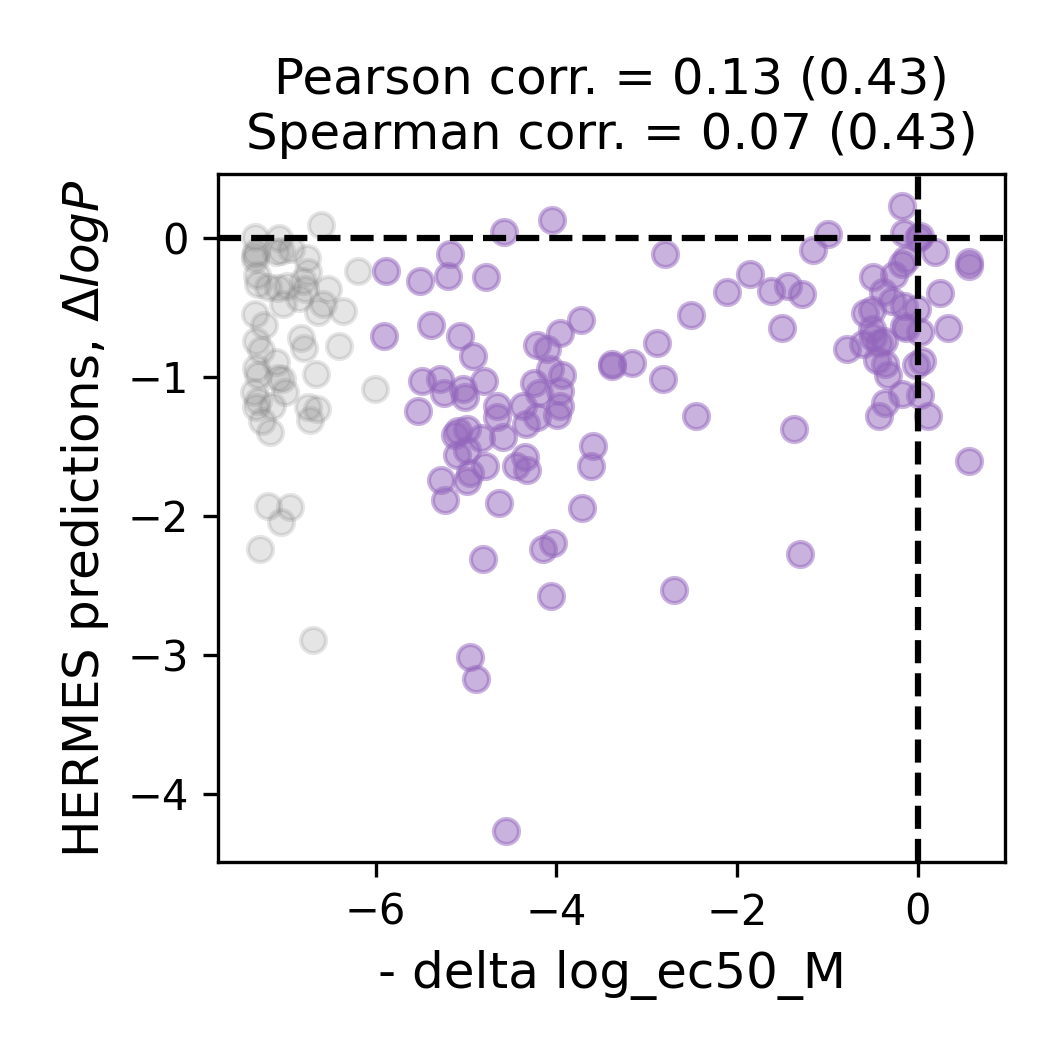 Pearson corr. = 0.13 (0.43)
Spearman corr. = 0.07 (0.43)
HERMES predictions, ΔlogP
0
−1
−2
−3
−4
−6
−4
−2
0
- delta log_ec50_M